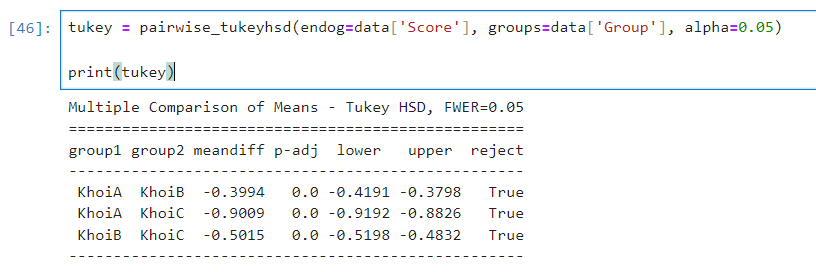 [46]: tukey = pairwise_tukeyhsd(endog=data['Score'], groups=data['Group'], alpha=0.05)
print(tukey)
Multiple Comparison of Means - Tukey HSD, FWER=0.05
====================================================
group1 group2 meandiff p-adj lower upper reject
----------------------------------------------------
KhoiA KhoiB -0.3994 0.0 -0.4191 -0.3798 True
KhoiA KhoiC -0.9009 0.0 -0.9192 -0.8826 True
KhoiB KhoiC -0.5015 0.0 -0.5198 -0.4832 True
----------------------------------------------------